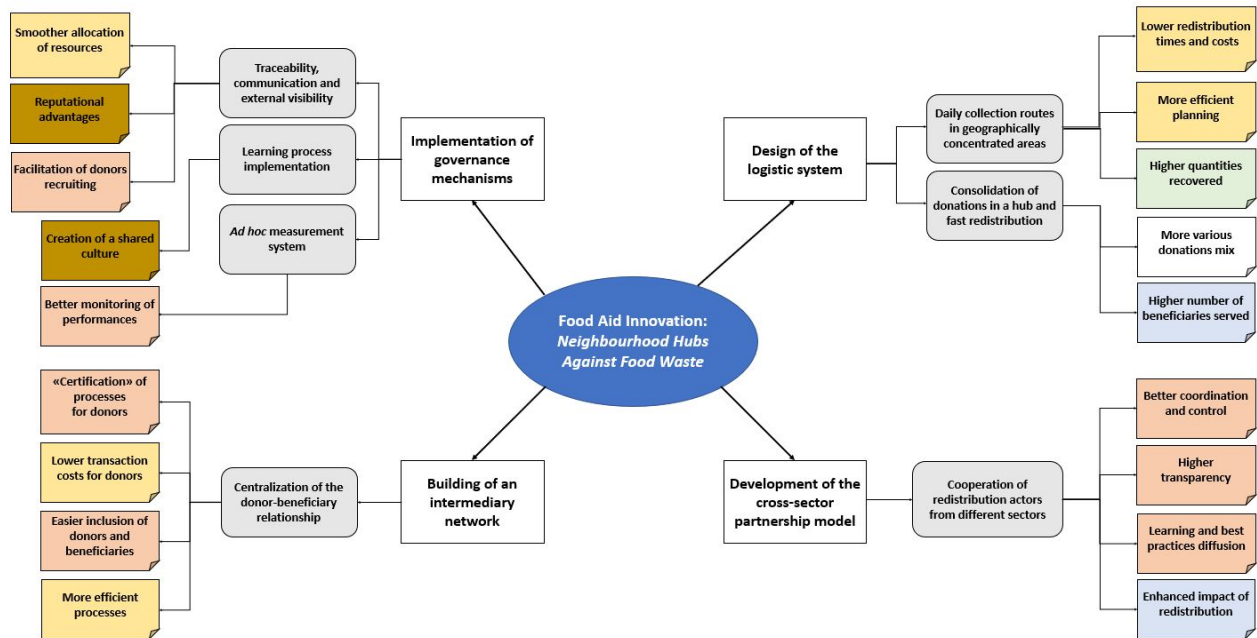 Smoother allocation
of resources
Reputational
advantages
Facilitation of donors
recruiting
Creation of a shared
culture
Better monitoring of
performances
Traceability,
communication and
external visibility
Learning process
implementation
Ad hoc measurement
system
Implementation of
governance
mechanisms
Design of the
logistic system
Daily collection routes
in geographically
concentrated areas
Consolidation of
donations in a hub and
fast redistribution
Lower redistribution
times and costs
More efficient
planning
Higher quantities
recovered
More various
donations mix
Higher number of
beneficiaries served
Food Aid Innovation:
Neighbourhood Hubs
Against Food Waste
«Certification» of
processes
for donors
Lower transaction
costs for donors
Easier inclusion of
donors and
beneficiaries
More efficient
processes
Centralization of the
donor-beneficiary
relationship
Building of an
intermediary
network
Development of the
cross-sector
partnership model
Cooperation of
redistribution actors
from different sectors
Better coordination
and control
Higher
transparency
Learning and best
practices diffusion
Enhanced impact of
redistribution